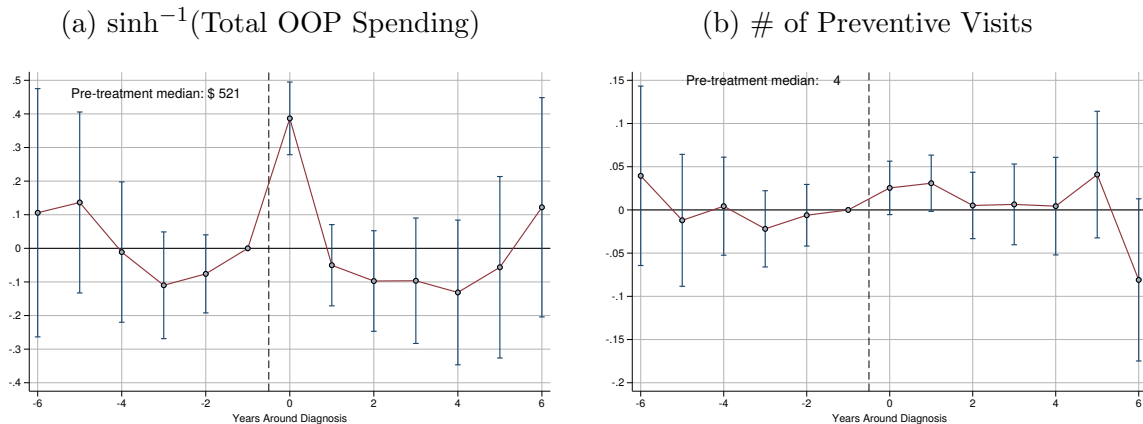 (a) sinh⁻¹(Total OOP Spending)
Pre-treatment median: $ 521
.5
.4
.3
.2
.1
0
-.1
-.2
-.3
-.4
-6 -4 -2 0 2 4 6
Years Around Diagnosis
(b) # of Preventive Visits
Pre-treatment median: 4
.15
.1
.05
0
-.05
-.1
-.15
-.2
-6 -4 -2 0 2 4 6
Years Around Diagnosis